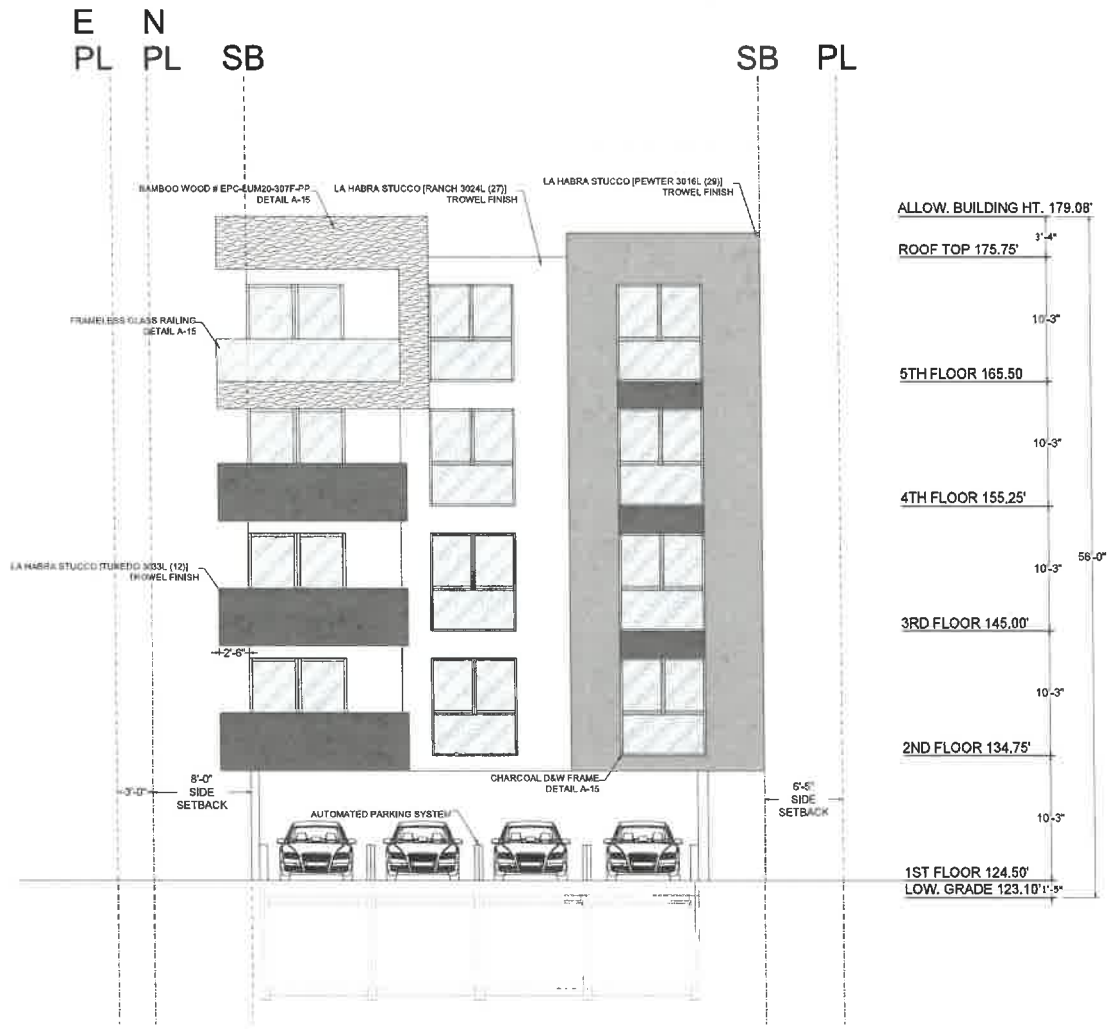 E N
PL PL SB SB PL
BAMBOO WOOD # EPC-EUM20-307F-PP
DETAIL A-15
LA HABRA STUCCO [RANCH 3024L (27)]
TROWEL FINISH
LA HABRA STUCCO [PEWTER 3016L (29)]
TROWEL FINISH
ALLOW. BUILDING HT. 179.08'
3'-4"
ROOF TOP 175.75'
10'-3"
FRAMELESS GLASS RAILING
DETAIL A-15
5TH FLOOR 165.50
10'-3"
4TH FLOOR 155.25'
56'-0"
LA HABRA STUCCO [TUXEDO 3033L (12)]
TROWEL FINISH
10'-3"
3RD FLOOR 145.00'
2'-6"
10'-3"
2ND FLOOR 134.75'
CHARCOAL D&W FRAME
DETAIL A-15
3'-0"
8'-0"
SIDE
SETBACK
6'-5"
SIDE
SETBACK
AUTOMATED PARKING SYSTEM
10'-3"
1ST FLOOR 124.50'
LOW. GRADE 123.10' 1'-5"